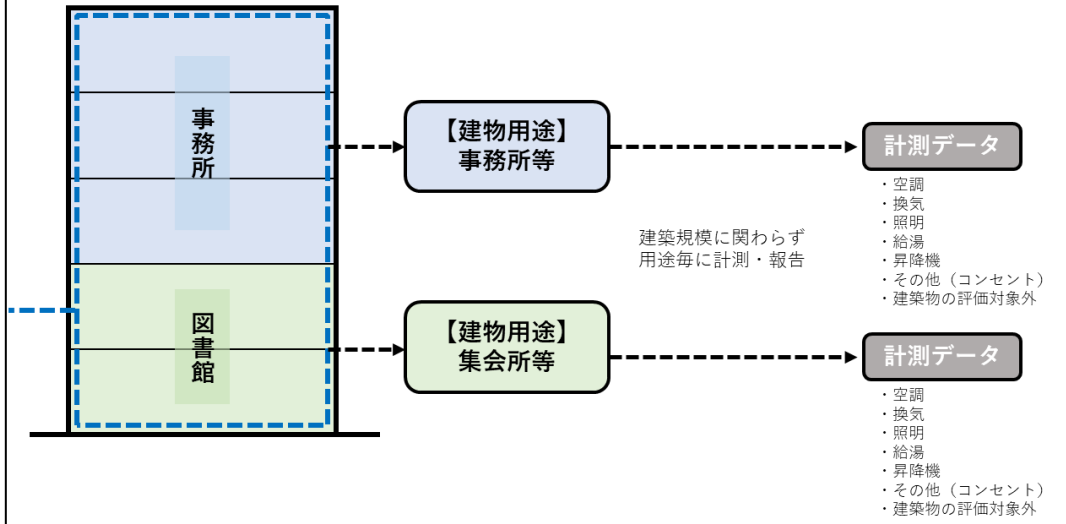 事務所
【建物用途】
事務所等
計測データ
・空調
・換気
・照明
・給湯
・昇降機
・その他（コンセント）
・建築物の評価対象外
建築規模に関わらず
用途毎に計測・報告
図書館
【建物用途】
集会所等
計測データ
・空調
・換気
・照明
・給湯
・昇降機
・その他（コンセント）
・建築物の評価対象外